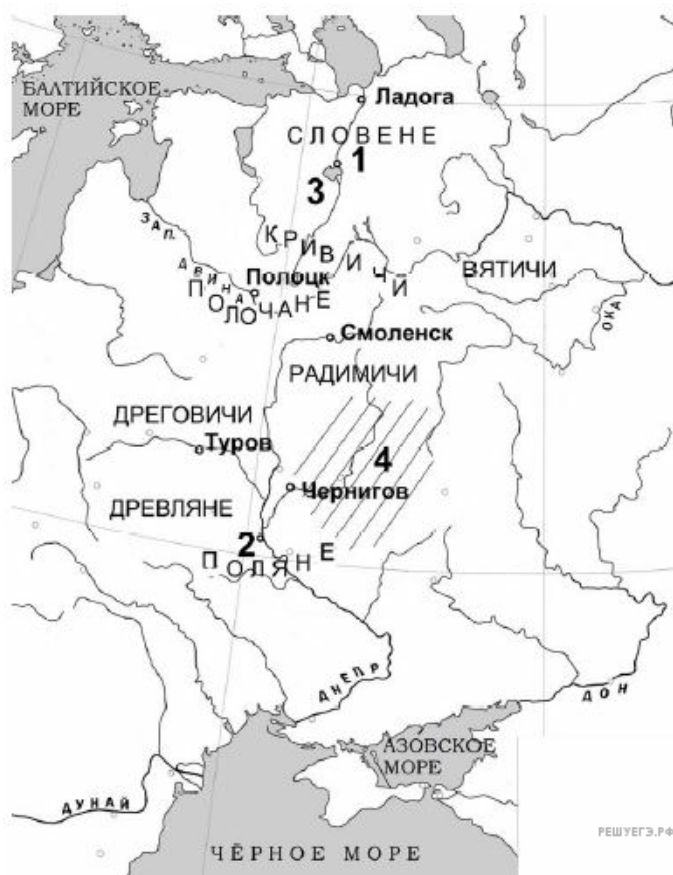 БАЛТИЙСКОЕ
МОРЕ
Ладога
СЛОВЕНЕ
1
3
ЗАП.
ДВИНА
КРИВИЧИ
Полоцк
ПОЛОЧАНЕ
ВЯТИЧИ
ОКА
Смоленск
РАДИМИЧИ
ДРЕГОВИЧИ
Туров
4
Чернигов
ДРЕВЛЯНЕ
2
ПОЛЯНЕ
ДНЕПР
ДОН
АЗОВСКОЕ
МОРЕ
ДУНАЙ
ЧЁРНОЕ МОРЕ
РЕШУЕГЭ.РФ